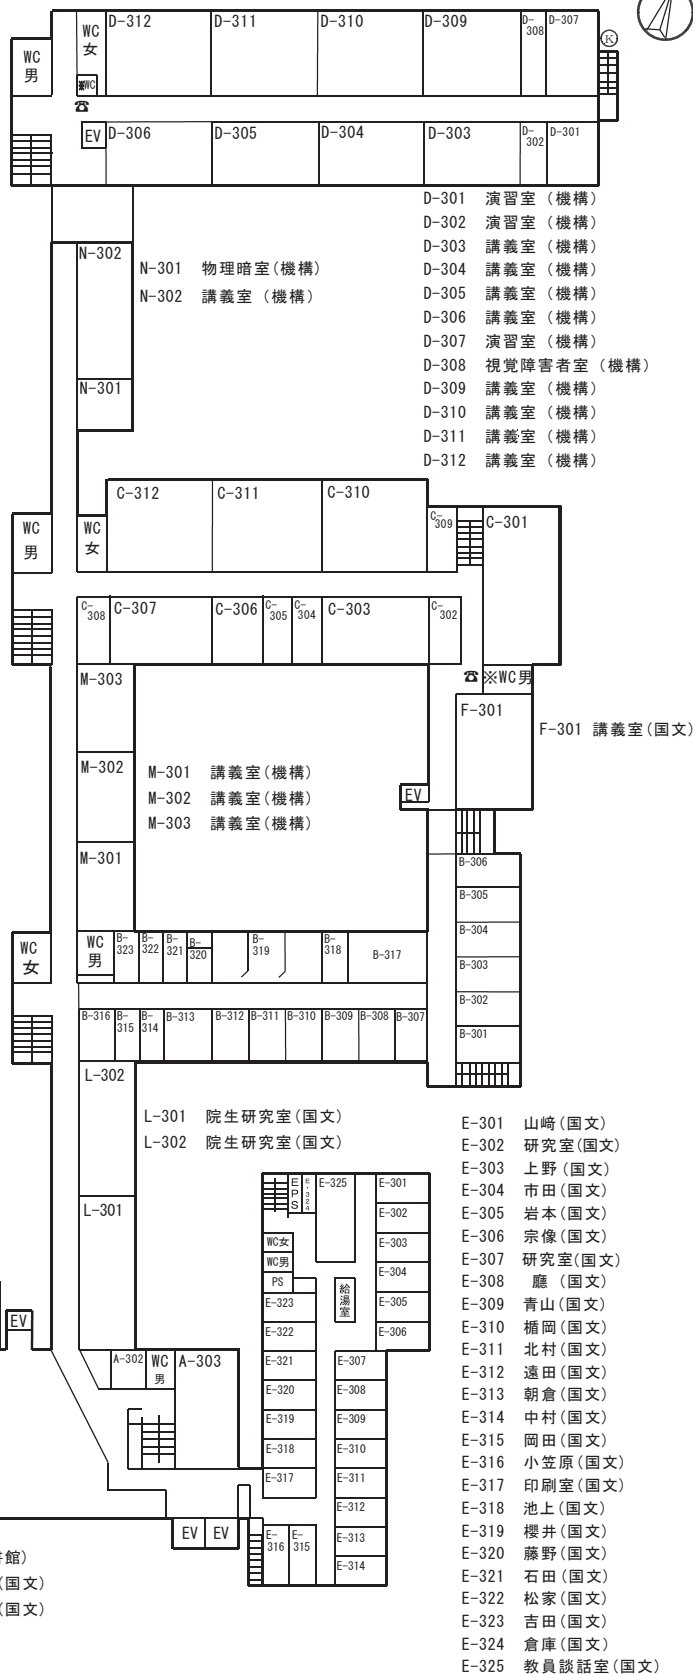 WC
男
WC
女
※WC
☎
EV
D-312
D-311
D-310
D-309
D-
308
D-307
Ⓚ
D-306
D-305
D-304
D-303
D-
302
D-301
D-301 演習室（機構）
D-302 演習室（機構）
D-303 講義室（機構）
D-304 講義室（機構）
D-305 講義室（機構）
D-306 講義室（機構）
D-307 演習室（機構）
D-308 視覚障害者室（機構）
D-309 講義室（機構）
D-310 講義室（機構）
D-311 講義室（機構）
D-312 講義室（機構）
N-302
N-301
N-301 物理暗室(機構)
N-302 講義室（機構）
C-312
C-311
C-310
C-
309
C-301
WC
男
WC
女
C-
308
C-307
C-306
C-
305
C-
304
C-303
C-
302
☎ ※WC男
M-303
M-302
M-301
M-301 講義室(機構)
M-302 講義室(機構)
M-303 講義室(機構)
F-301
F-301 講義室(国文)
EV
B-306
B-305
B-304
B-303
B-302
B-301
WC
女
WC
男
B-
323
B-
322
B-
321
B-
320
B-
319
B-
318
B-317
B-316
B-
315
B-
314
B-313
B-312
B-311
B-310
B-309
B-308
B-307
L-302
L-301
L-301 院生研究室(国文)
L-302 院生研究室(国文)
E-301 山﨑(国文)
E-302 研究室(国文)
E-303 上野(国文)
E-304 市田(国文)
E-305 岩本(国文)
E-306 宗像(国文)
E-307 研究室(国文)
E-308 廳（国文）
E-309 青山(国文)
E-310 楯岡(国文)
E-311 北村(国文)
E-312 遠田(国文)
E-313 朝倉(国文)
E-314 中村(国文)
E-315 岡田(国文)
E-316 小笠原(国文)
E-317 印刷室(国文)
E-318 池上(国文)
E-319 櫻井(国文)
E-320 藤野(国文)
E-321 石田(国文)
E-322 松家(国文)
E-323 吉田(国文)
E-324 倉庫(国文)
E-325 教員談話室(国文)
EPS
E-324
E-325
E-301
E-302
E-303
E-304
E-305
E-306
WC女
WC男
PS
給湯室
E-323
E-322
E-321
E-320
E-319
E-318
E-317
E-307
E-308
E-309
E-310
E-311
E-312
E-313
E-314
E-
316
E-
315
EV
A-302
WC
男
A-303
EV
EV
書館)
(国文)
(国文)